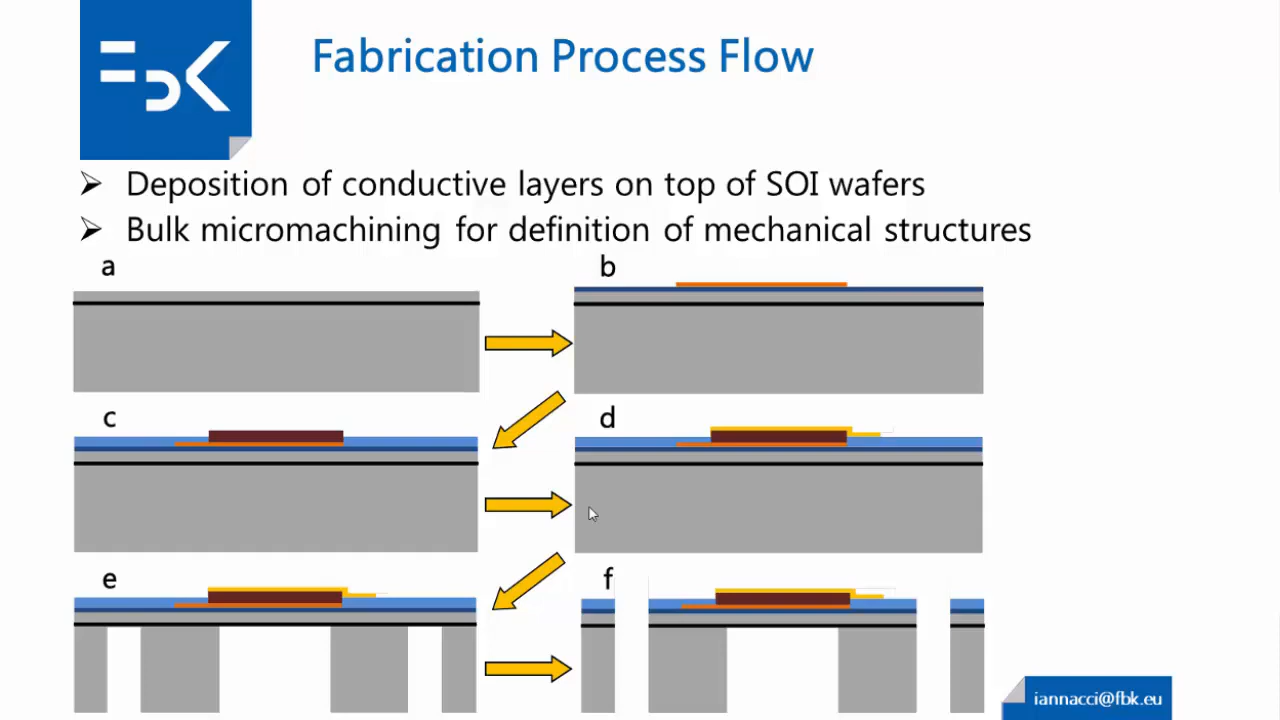 FBK
Fabrication Process Flow
Deposition of conductive layers on top of SOI wafers
Bulk micromachining for definition of mechanical structures
a
b
c
d
e
f
iannacci@fbk.eu